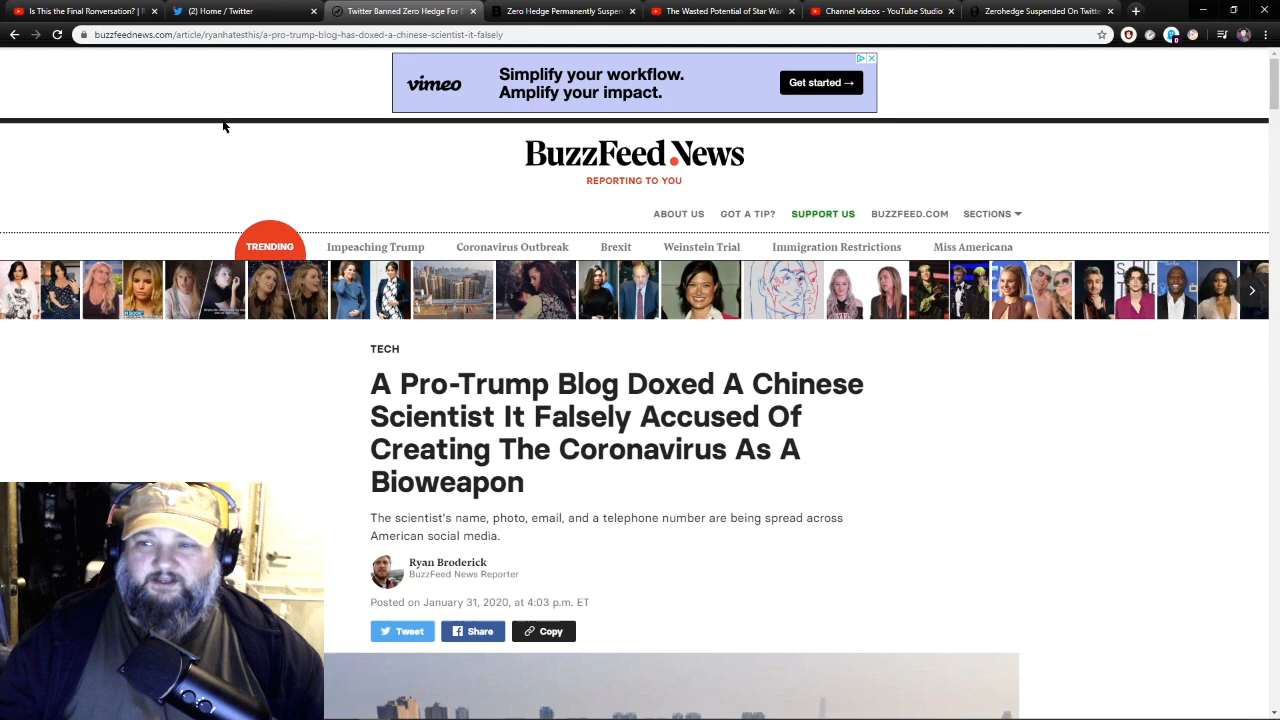 Is this the Final Conversation? |
(2) Home / Twitter
Twitter Banned Zero Hedge For D
Zero Hedge Permanently Suspen
The Wasted Potential of Star Wa
Channel videos - YouTube Studio
Zerohedge Suspended On Twitte
buzzfeednews.com/article/ryanhatesthis/a-pro-trump-blog-has-doxed-a-chinese-scientist-it-falsely
vimeo
Simplify your workflow.
Amplify your impact.
Get started →
BuzzFeed News
REPORTING TO YOU
ABOUT US GOT A TIP? SUPPORT US BUZZFEED.COM SECTIONS
TRENDING Impeaching Trump Coronavirus Outbreak Brexit Weinstein Trial Immigration Restrictions Miss Americana
TECH
A Pro-Trump Blog Doxed A Chinese
Scientist It Falsely Accused Of
Creating The Coronavirus As A
Bioweapon
The scientist's name, photo, email, and a telephone number are being spread across
American social media.
Ryan Broderick
BuzzFeed News Reporter
Posted on January 31, 2020, at 4:03 p.m. ET
Tweet Share Copy